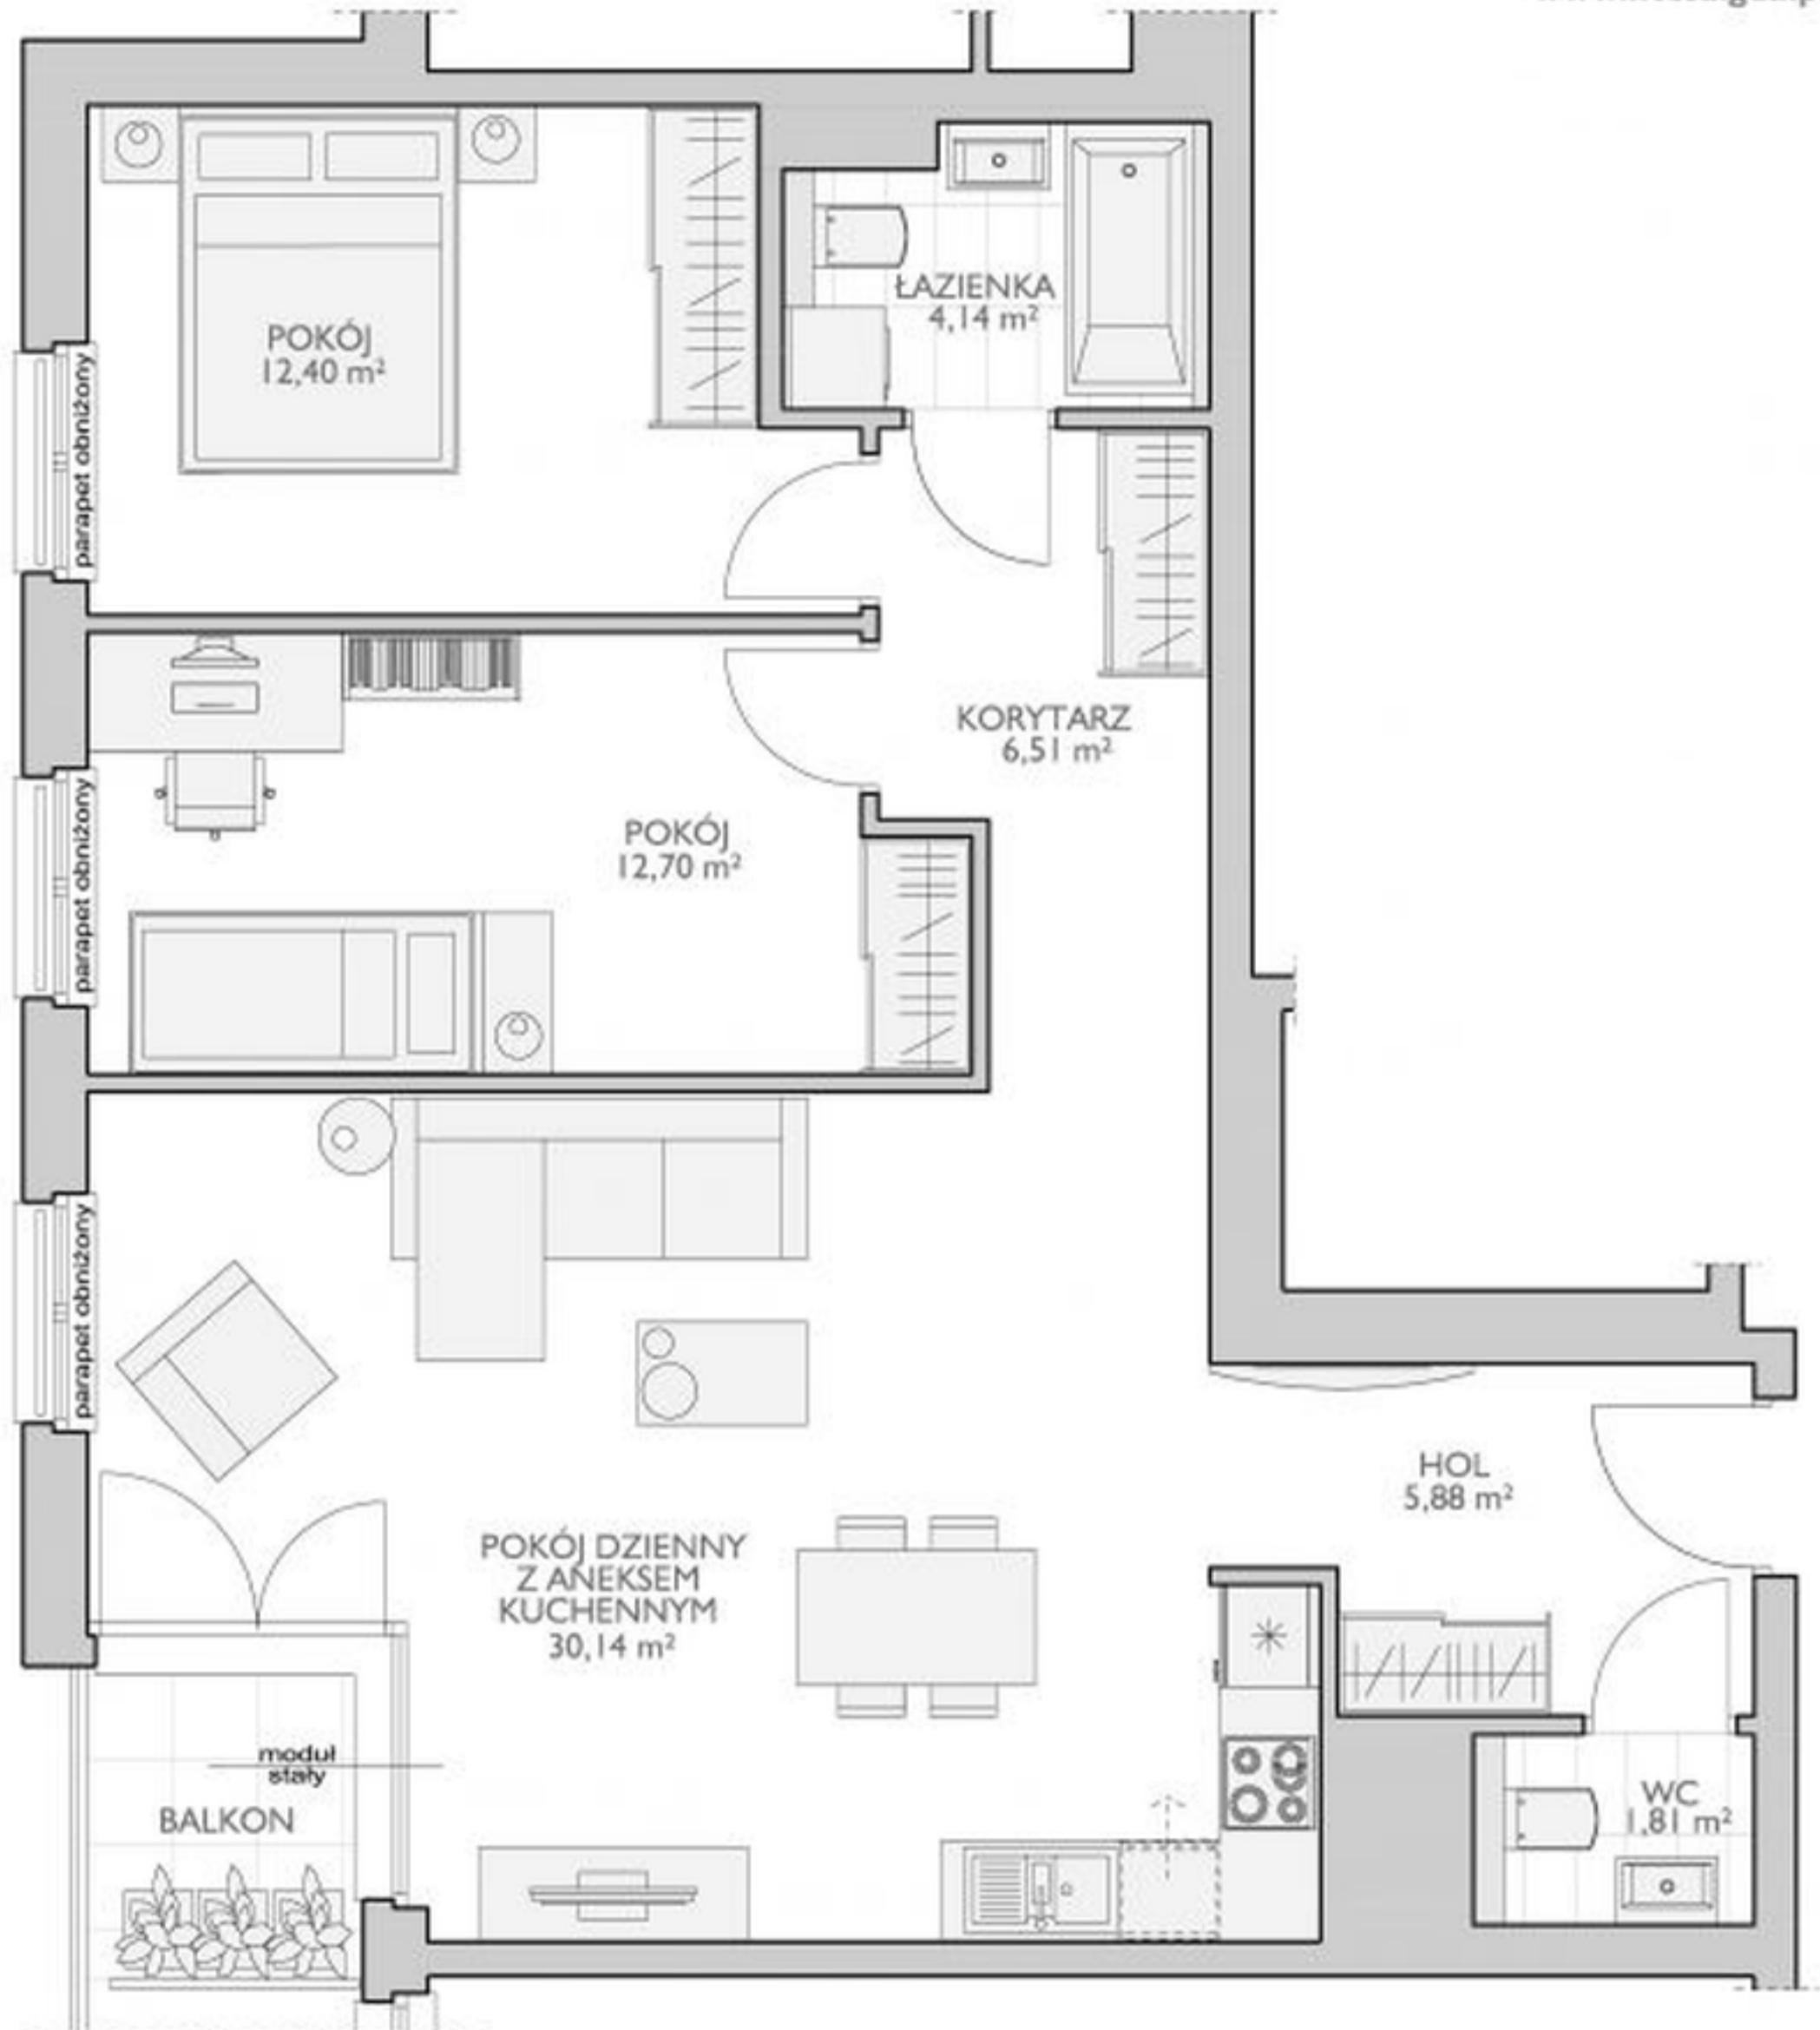 ŁAZIENKA
4,14 m²
POKÓJ
12,40 m²
parapet obniżony
KORYTARZ
6,51 m²
POKÓJ
12,70 m²
parapet obniżony
parapet obniżony
HOL
5,88 m²
POKÓJ DZIENNY
Z ANEKSEM
KUCHENNYM
30,14 m²
moduł
stały
BALKON
WC
1,81 m²